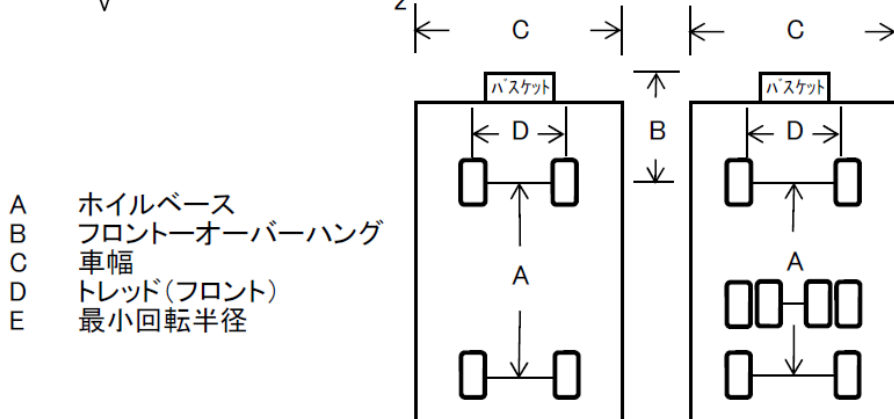 C
C
バスケット
バスケット
D
B
D
A ホイルベース
B フロントーオーバーハング
C 車幅
D トレッド(フロント)
E 最小回転半径
A
A